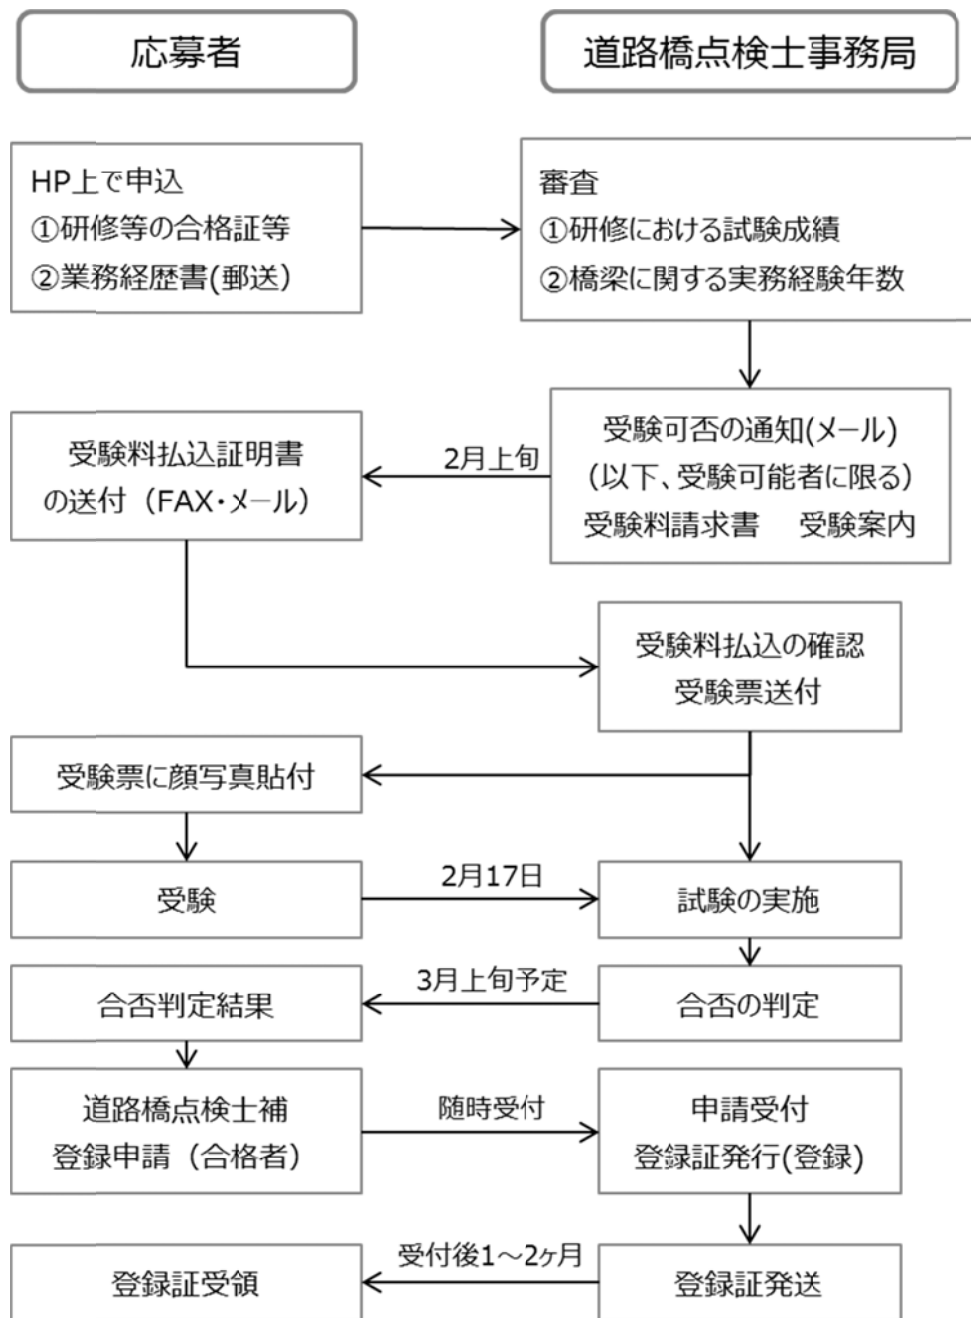 応募者
道路橋点検士事務局
HP上で申込
①研修等の合格証等
②業務経歴書(郵送)
審査
①研修における試験成績
②橋梁に関する実務経験年数
受験可否の通知(メール)
（以下、受験可能者に限る）
受験料請求書　受験案内
2月上旬
受験料払込証明書
の送付（FAX・メール）
受験料払込の確認
受験票送付
受験票に顔写真貼付
受験
2月17日
試験の実施
合否の判定
3月上旬予定
合否判定結果
道路橋点検士補
登録申請（合格者）
随時受付
申請受付
登録証発行(登録)
登録証発送
受付後1～2ヶ月
登録証受領